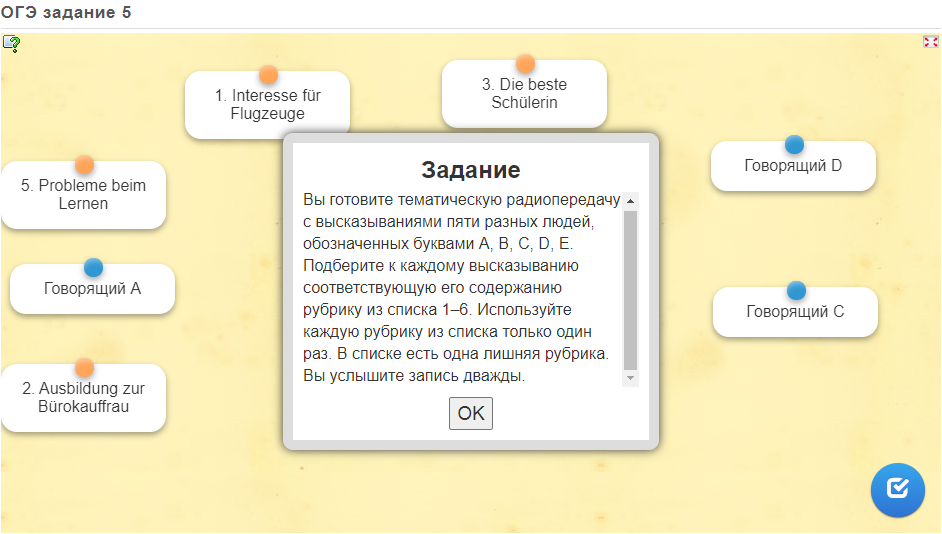 ОГЭ задание 5
1. Interesse für
Flugzeuge
3. Die beste
Schülerin
Говорящий D
5. Probleme beim
Lernen
Говорящий A
Говорящий C
2. Ausbildung zur
Bürokauffrau
Задание
Вы готовите тематическую радиопередачу
с высказываниями пяти разных людей,
обозначенных буквами A, B, C, D, E.
Подберите к каждому высказыванию
соответствующую его содержанию
рубрику из списка 1–6. Используйте
каждую рубрику из списка только один
раз. В списке есть одна лишняя рубрика.
Вы услышите запись дважды.
OK